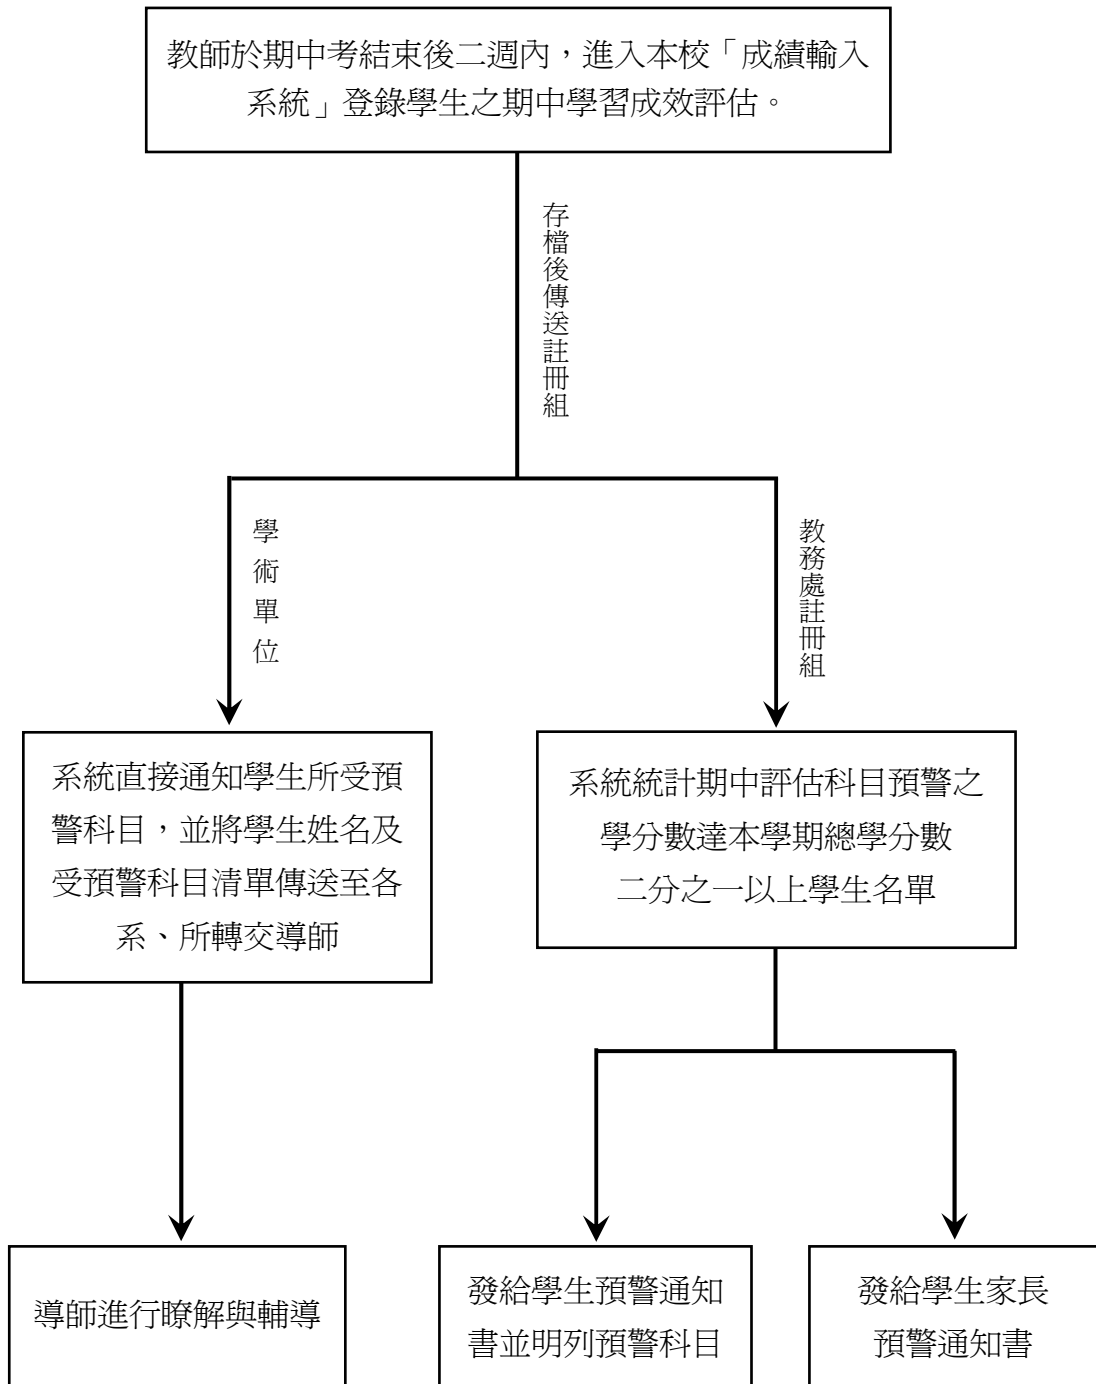 教師於期中考結束後二週內，進入本校「成績輸入
系統」登錄學生之期中學習成效評估。
存檔後傳送註冊組
學術單位
教務處註冊組
系統直接通知學生所受預
警科目，並將學生姓名及
受預警科目清單傳送至各
系、所轉交導師
系統統計期中評估科目預警之
學分數達本學期總學分數
二分之一以上學生名單
導師進行瞭解與輔導
發給學生預警通知
書並明列預警科目
發給學生家長
預警通知書